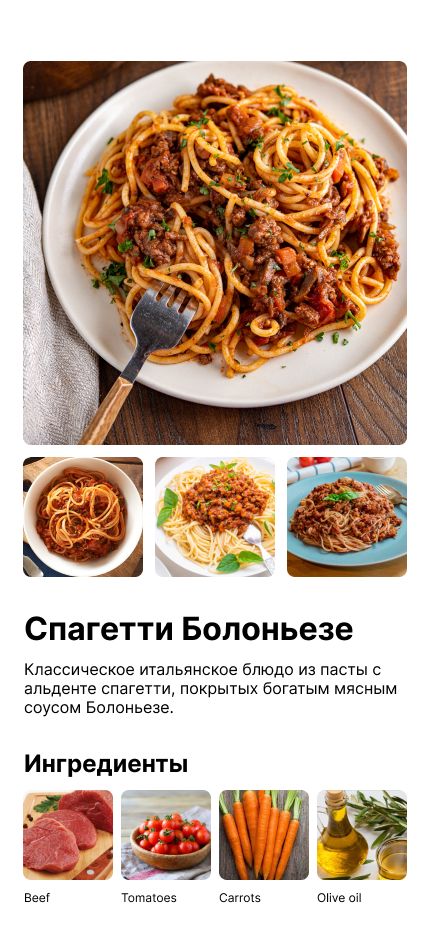 Спагетти Болоньезе
Классическое итальянское блюдо из пасты с
альденте спагетти, покрытых богатым мясным
соусом Болоньезе.
Ингредиенты
Beef
Tomatoes
Carrots
Olive oil